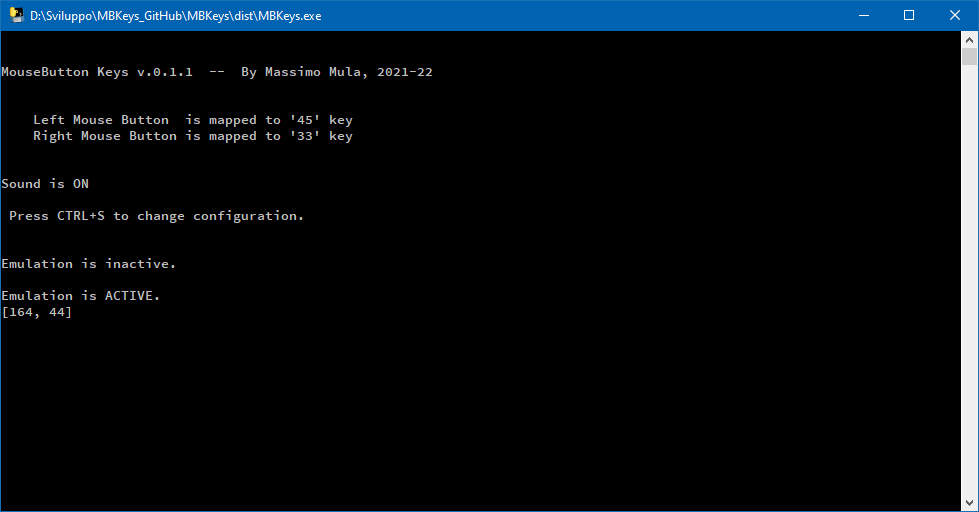 D:\Sviluppo\MBKeys_GitHub\MBKeys\dist\MBKeys.exe
MouseButton Keys v.0.1.1  --  By Massimo Mula, 2021-22
Left Mouse Button  is mapped to '45' key
Right Mouse Button is mapped to '33' key
Sound is ON
Press CTRL+S to change configuration.
Emulation is inactive.
Emulation is ACTIVE.
[164, 44]